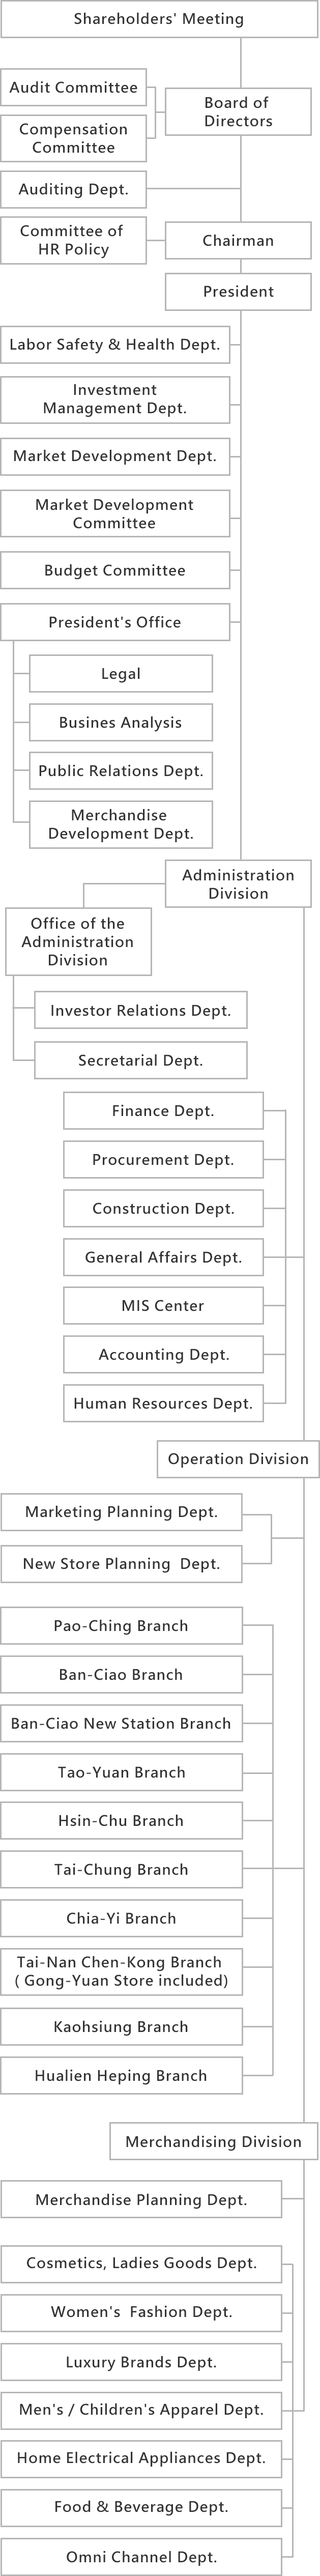 Shareholders' Meeting
Audit Committee
Board of
Directors
Compensation
Committee
Auditing Dept.
Committee of
HR Policy
Chairman
President
Labor Safety & Health Dept.
Investment
Management Dept.
Market Development Dept.
Market Development
Committee
Budget Committee
President's Office
Legal
Busines Analysis
Public Relations Dept.
Merchandise
Development Dept.
Administration
Division
Office of the
Administration
Division
Investor Relations Dept.
Secretarial Dept.
Finance Dept.
Procurement Dept.
Construction Dept.
General Affairs Dept.
MIS Center
Accounting Dept.
Human Resources Dept.
Operation Division
Marketing Planning Dept.
New Store Planning  Dept.
Pao-Ching Branch
Ban-Ciao Branch
Ban-Ciao New Station Branch
Tao-Yuan Branch
Hsin-Chu Branch
Tai-Chung Branch
Chia-Yi Branch
Tai-Nan Chen-Kong Branch
( Gong-Yuan Store included)
Kaohsiung Branch
Hualien Heping Branch
Merchandising Division
Merchandise Planning Dept.
Cosmetics, Ladies Goods Dept.
Women's  Fashion Dept.
Luxury Brands Dept.
Men's / Children's Apparel Dept.
Home Electrical Appliances Dept.
Food & Beverage Dept.
Omni Channel Dept.